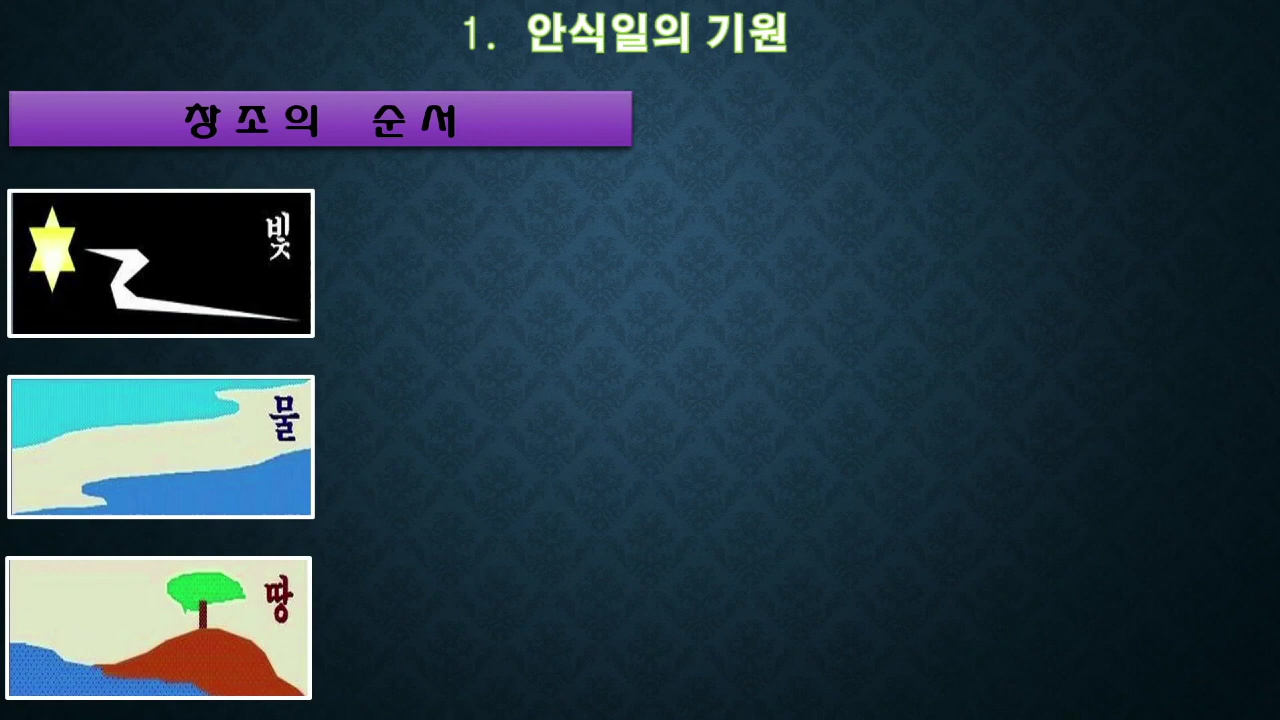 1. 안식일의 기원
창조의 순서
빛
물
땅